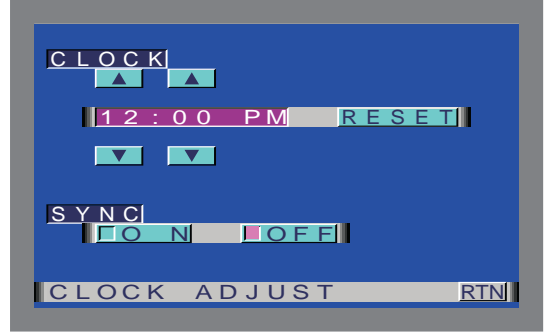 CLOCK
▲ ▲
12:00 PM RESET
▼ ▼
SYNC
ON OFF
CLOCK ADJUST RTN